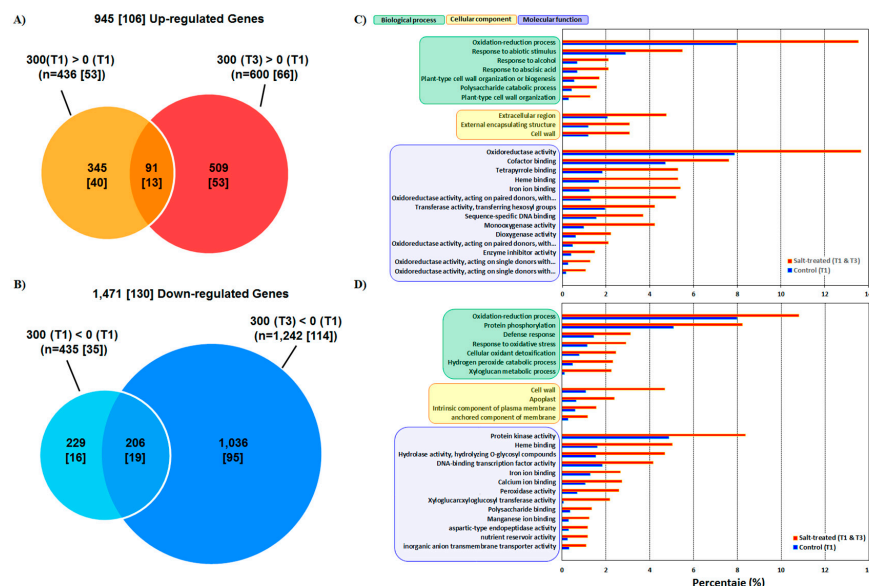 A)
945 [106] Up-regulated Genes
300(T1) > 0 (T1)
(n=436 [53])
300 (T3) > 0 (T1)
(n=600 [66])
345
[40]
91
[13]
509
[53]
B)
1,471 [130] Down-regulated Genes
300 (T1) < 0 (T1)
(n=435 [35])
300 (T3) < 0 (T1)
(n=1,242 [114])
229
[16]
206
[19]
1,036
[95]
C)
Biological process
Cellular component
Molecular function
Oxidation-reduction process
Response to abiotic stimulus
Response to alcohol
Response to abscisic acid
Plant-type cell wall organization or biogenesis
Polysaccharide catabolic process
Plant-type cell wall organization
Extracellular region
External encapsulating structure
Cell wall
Oxidoreductase activity
Cofactor binding
Tetrapyrrole binding
Heme binding
Iron ion binding
Oxidoreductase activity, acting on paired donors, with...
Transferase activity, transferring hexosyl groups
Sequence-specific DNA binding
Monooxygenase activity
Dioxygenase activity
Oxidoreductase activity, acting on paired donors, with...
Enzyme inhibitor activity
Oxidoreductase activity, acting on single donors with...
Oxidoreductase activity, acting on single donors with...
Salt-treated (T1 & T3)
Control (T1)
0 2 4 6 8 10 12 14
D)
Oxidation-reduction process
Protein phosphorylation
Defense response
Response to oxidative stress
Cellular oxidant detoxification
Hydrogen peroxide catabolic process
Xyloglucan metabolic process
Cell wall
Apoplast
Intrinsic component of plasma membrane
anchored component of membrane
Protein kinase activity
Heme binding
Hydrolase activity, hydrolyzing O-glycosyl compounds
DNA-binding transcription factor activity
Iron ion binding
Calcium ion binding
Peroxidase activity
Xyloglucan:xyloglucosyl transferase activity
Polysaccharide binding
Manganese ion binding
aspartic-type endopeptidase activity
nutrient reservoir activity
inorganic anion transmembrane transporter activity
Salt-treated (T1 & T3)
Control (T1)
0 2 4 6 8 10 12 14
Percentaje (%)